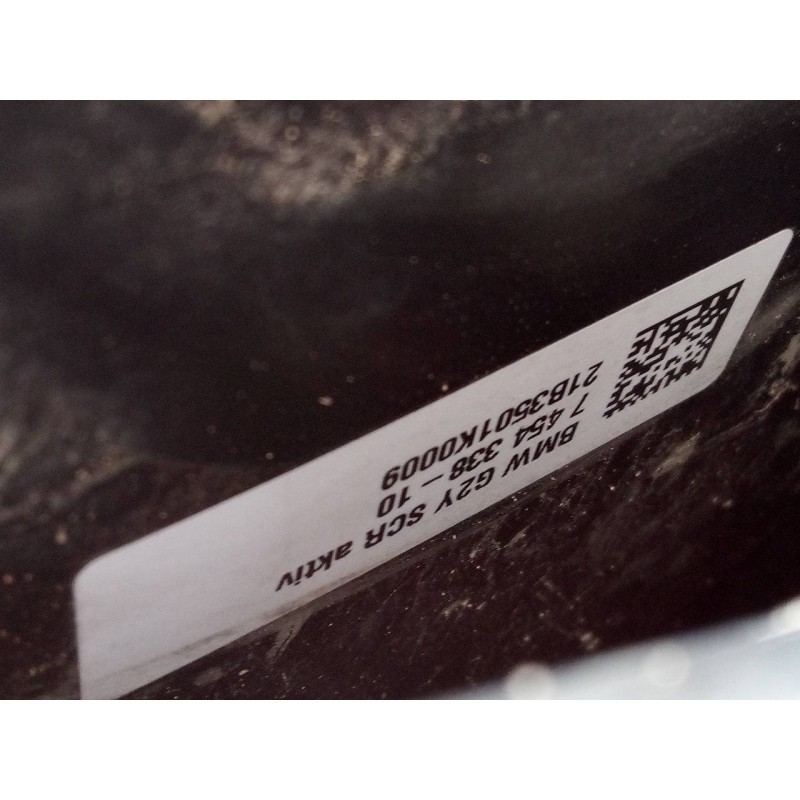 BMW G2Y SCR aktiv
7 454 338 - 10
21B3501K0009